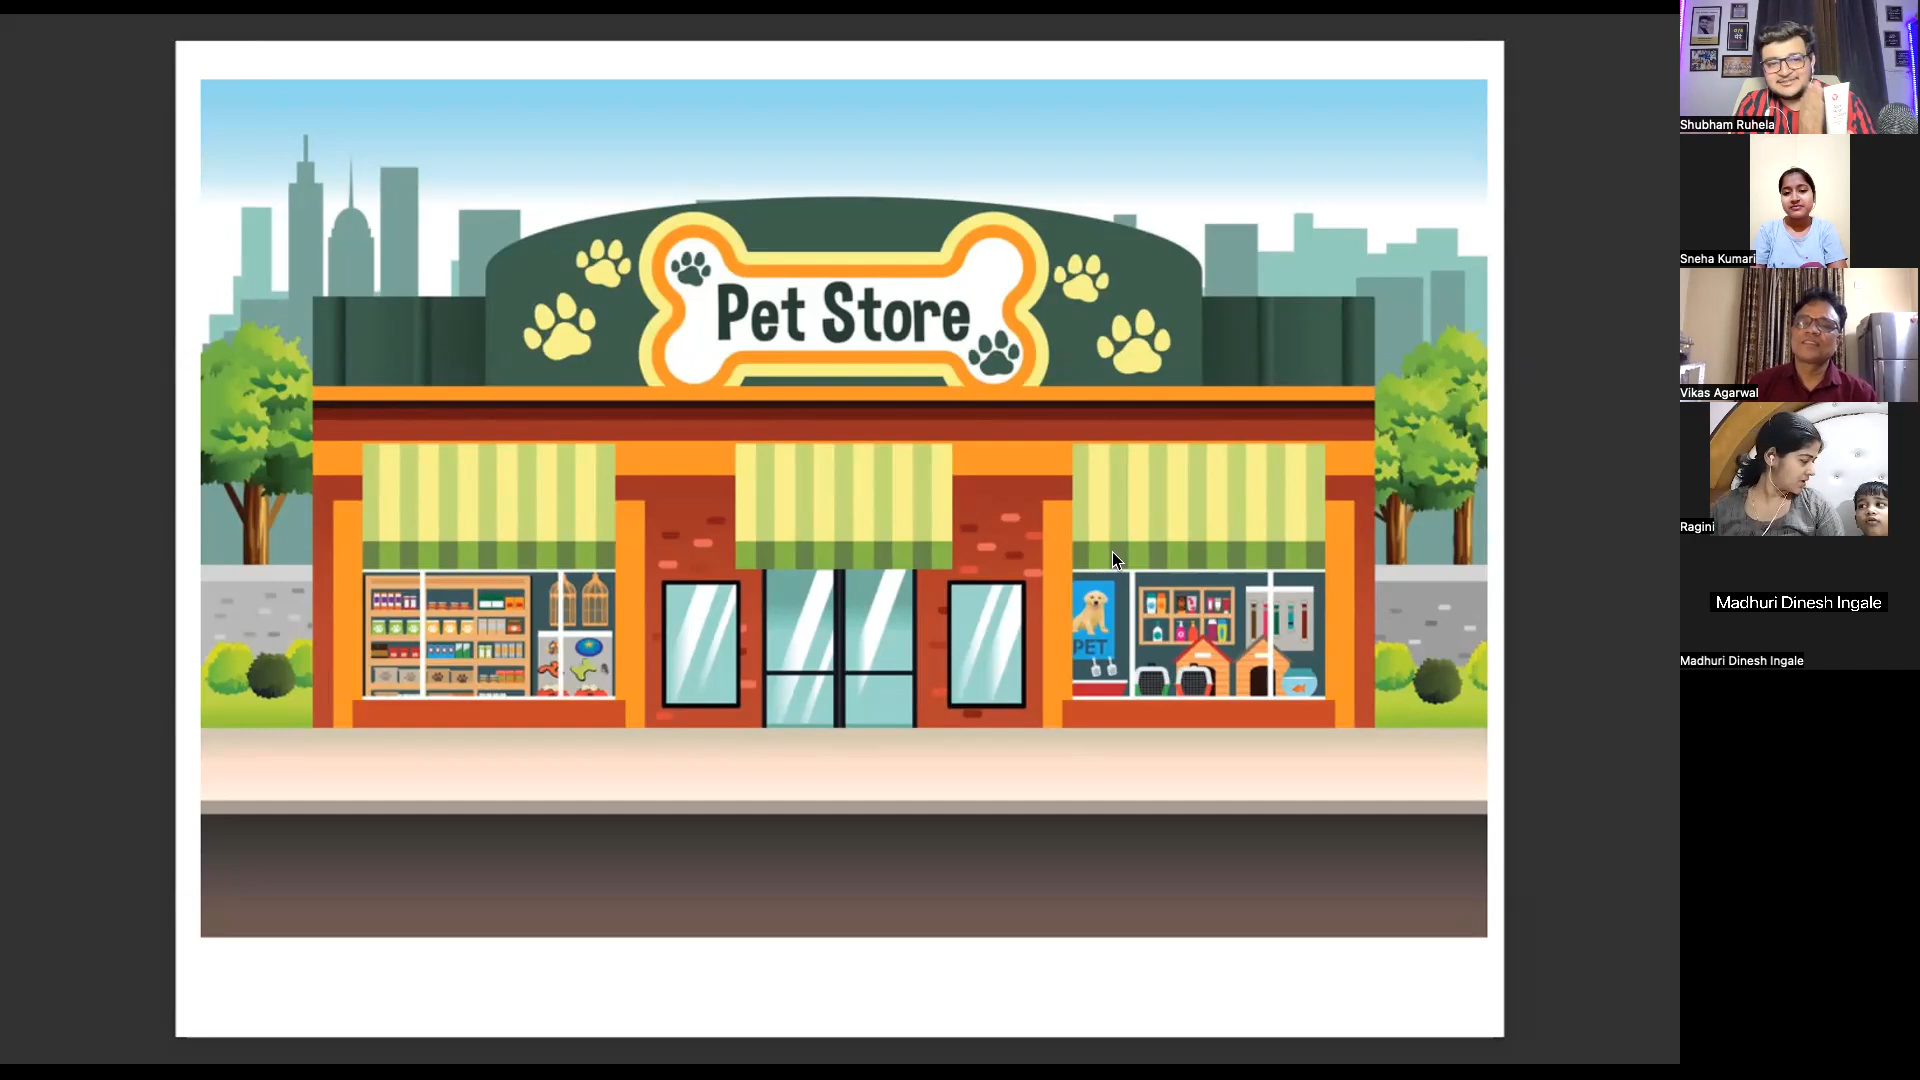 Pet Store
PET
Shubham Ruhela
Sneha Kumari
Vikas Agarwal
Ragini
Madhuri Dinesh Ingale
Madhuri Dinesh Ingale